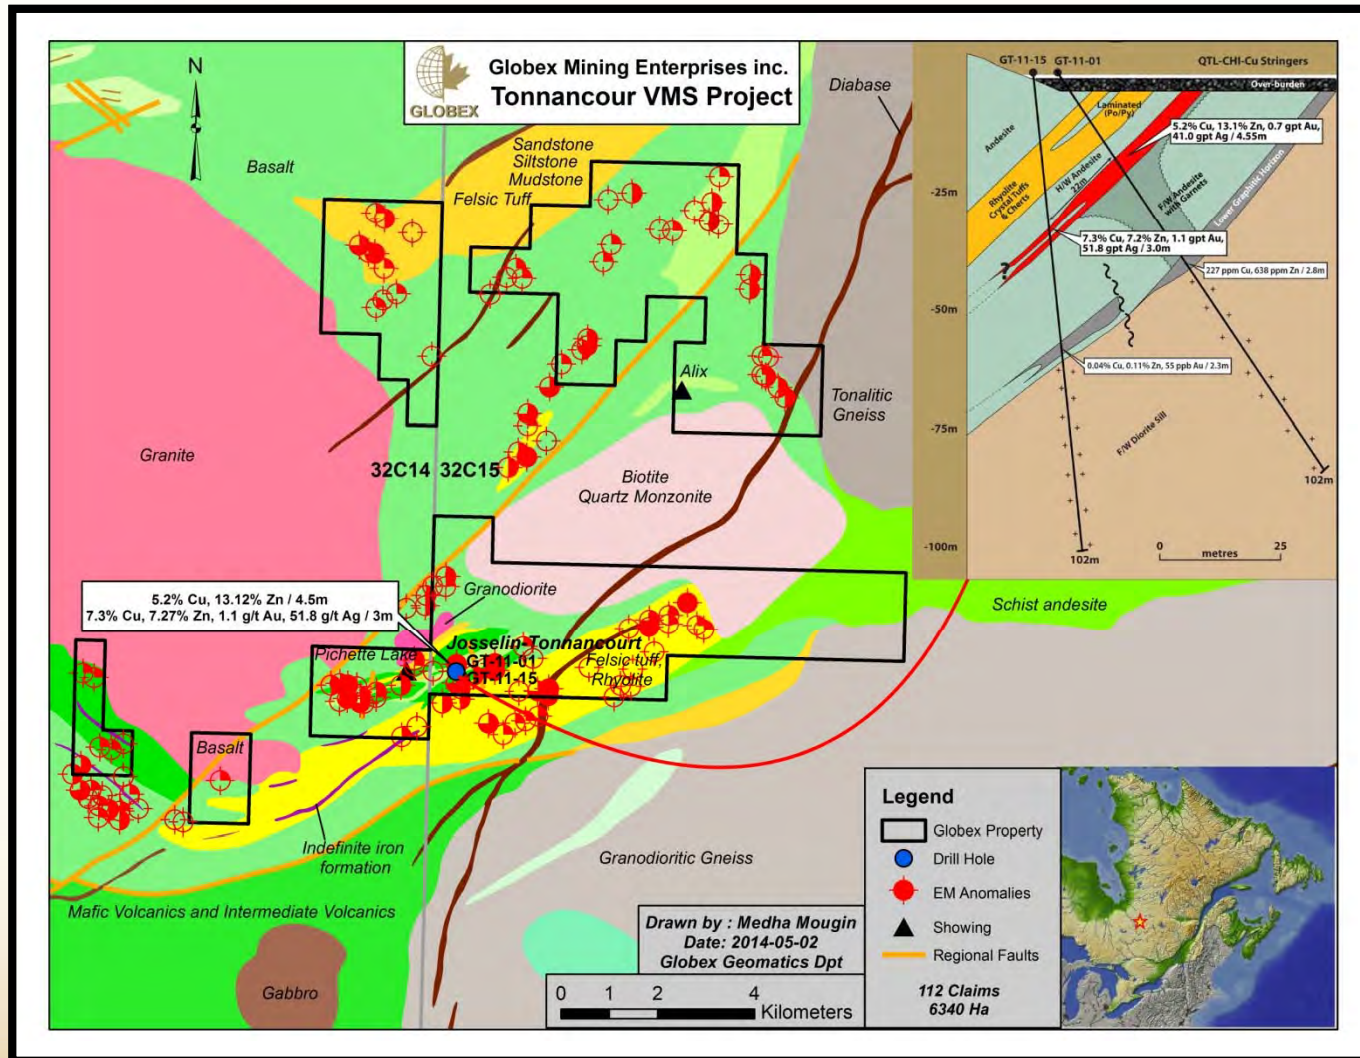 Globex Mining Enterprises inc.
Tonnancour VMS Project
GLOBEX
N
Diabase
Basalt
Sandstone
Siltstone
Mudstone
Felsic Tuff
Alix
Tonalitic
Gneiss
Granite
32C14 32C15
Biotite
Quartz Monzonite
5.2% Cu, 13.12% Zn / 4.5m
7.3% Cu, 7.27% Zn, 1.1 g/t Au, 51.8 g/t Ag / 3m
Granodiorite
Schist andesite
Josselin-Tonnancourt
Pichette Lake
GT-11-01
GT-11-15
Felsic tuff,
Rhyolite
Basalt
Indefinite iron
formation
Granodioritic Gneiss
Mafic Volcanics and Intermediate Volcanics
Gabbro
GT-11-15 GT-11-01
QTL-CHI-Cu Stringers
Over-burden
Laminated
(Po/Py)
5.2% Cu, 13.1% Zn, 0.7 gpt Au,
41.0 gpt Ag / 4.55m
Andesite
H/W Andesite
22m
-25m
Rhyolite
Crystal Tuffs
& Cherts
F/W Andesite
with Garnets
Lower Graphitic Horizon
7.3% Cu, 7.2% Zn, 1.1 gpt Au,
51.8 gpt Ag / 3.0m
?
227 ppm Cu, 638 ppm Zn / 2.8m
-50m
0.04% Cu, 0.11% Zn, 55 ppb Au / 2.3m
-75m
F/W Diorite Sill
102m
-100m
102m
0 25
metres
Drawn by : Medha Mougin
Date: 2014-05-02
Globex Geomatics Dpt
0 1 2 4
Kilometers
Legend
Globex Property
Drill Hole
EM Anomalies
Showing
Regional Faults
112 Claims
6340 Ha